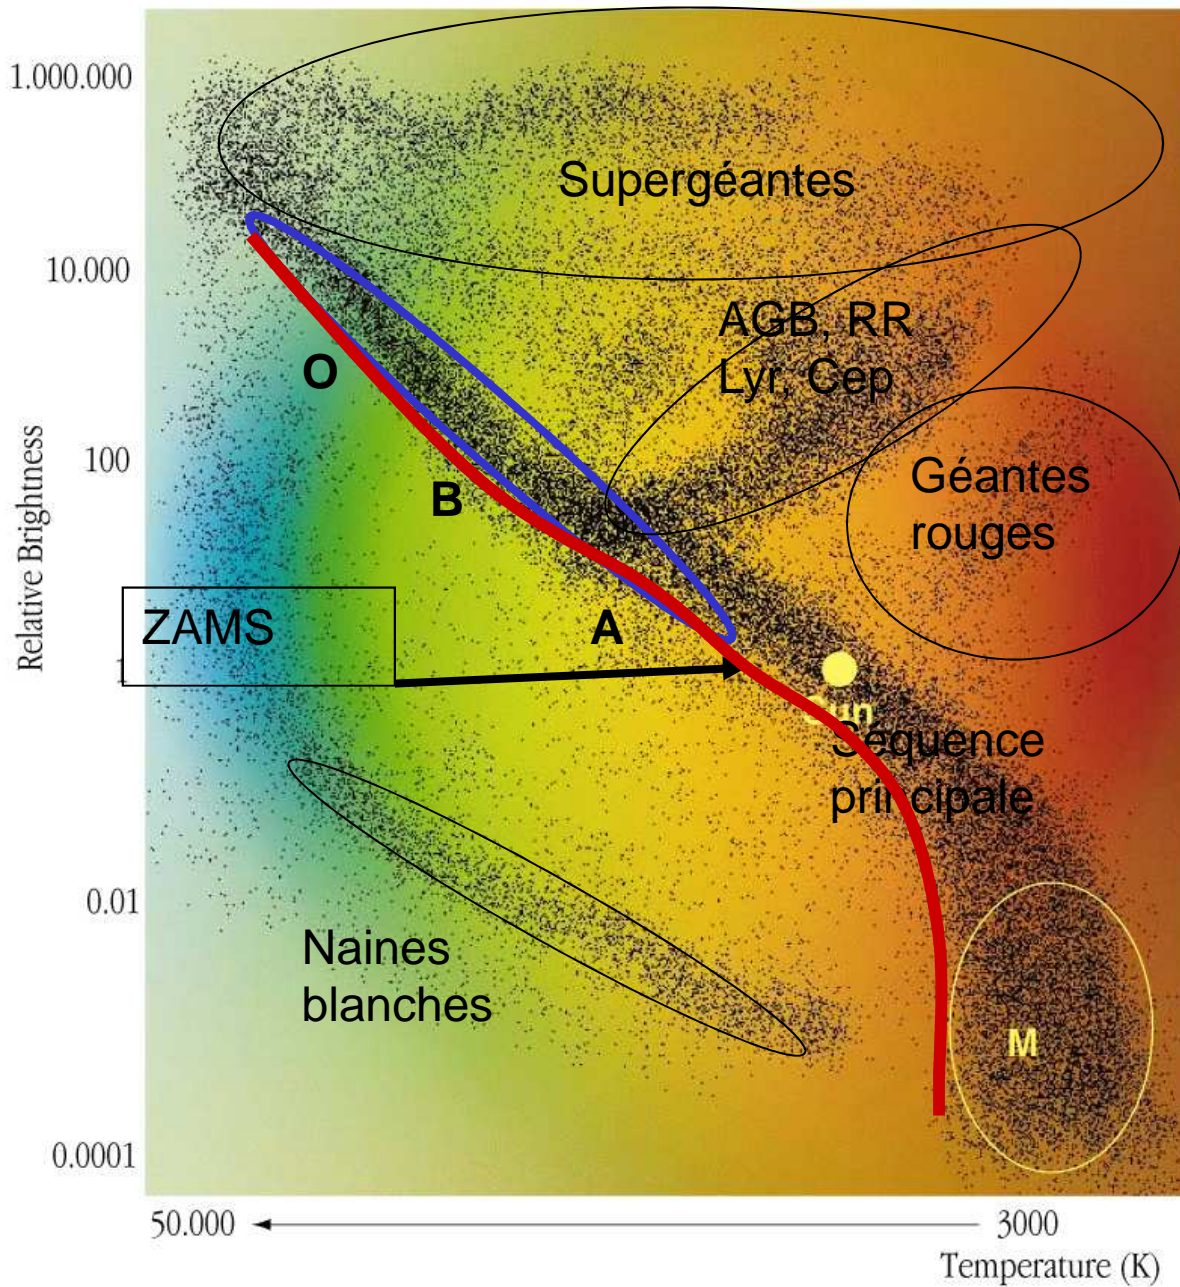 1.000.000
Supergéantes
10.000
AGB, RR
Lyr, Cep
O
100
Géantes
rouges
B
Relative Brightness
ZAMS
A
1
Sun
Séquence
principale
0.01
Naines
blanches
M
0.0001
50.000
3000
Temperature (K)